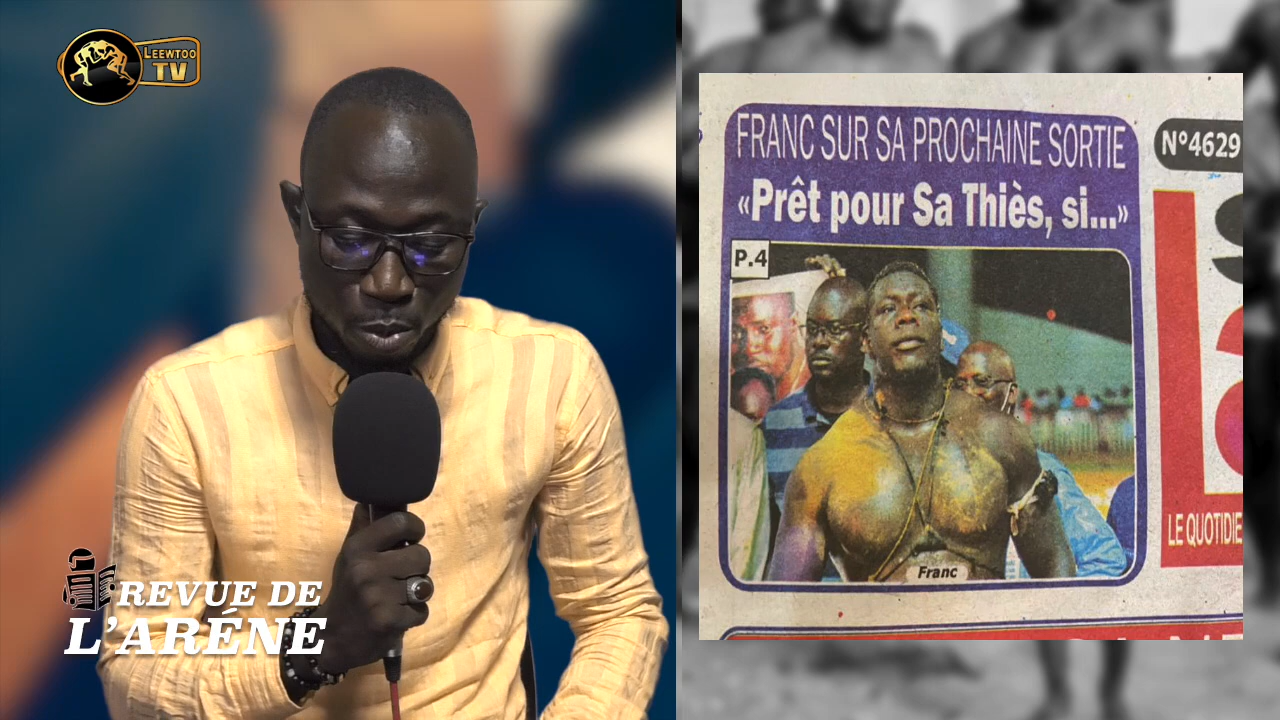 LEEWTOO
TV
REVUE DE
L'ARÉNE
FRANC SUR SA PROCHAINE SORTIE
«Prêt pour Sa Thiès, si...»
P.4
Franc
N°4629
LE QUOTIDIE